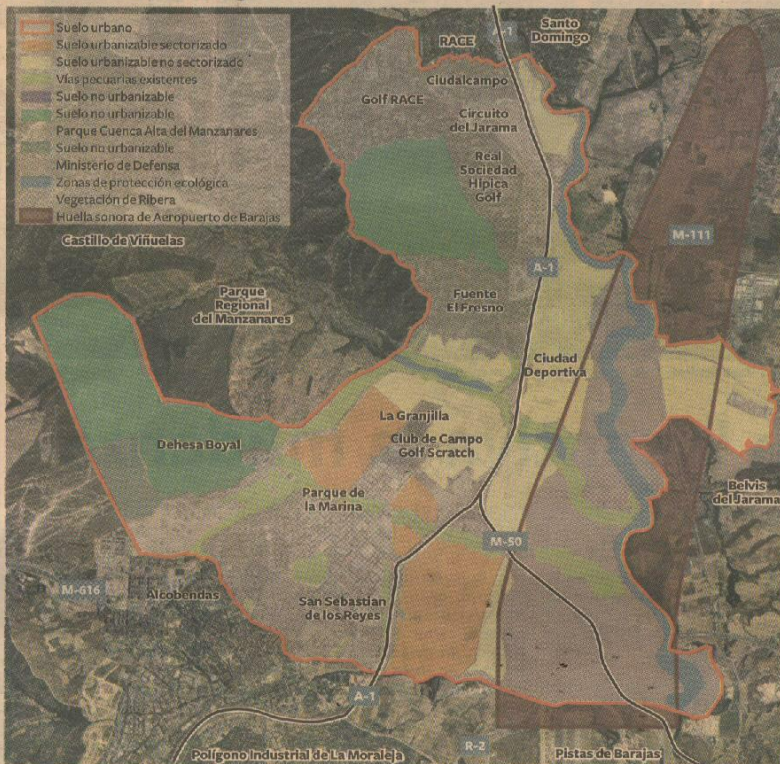 Suelo urbano
Suelo urbanizable sectorizado
Suelo urbanizable no sectorizado
Vías pecuarias existentes
Suelo no urbanizable
Suelo no urbanizable
Parque Cuenca Alta del Manzanares
Suelo no urbanizable
Ministerio de Defensa
Zonas de protección ecológica
Vegetación de Ribera
Huella sonora de Aeropuerto de Barajas
RACE
A-1
Santo
Domingo
Ciudalcampo
Golf RACE
Circuito
del Jarama
Real
Sociedad
Hípica
Golf
M-111
Castillo de Viñuelas
A-1
Parque
Regional
del Manzanares
Fuente
El Fresno
Ciudad
Deportiva
La Granjilla
Dehesa Boyal
Club de Campo
Golf Scratch
Parque de
la Marina
Belvis
del Jarama
M-50
M-616
Alcobendas
San Sebastian
de los Reyes
A-1
R-2
Polígono Industrial de La Moraleja
Pistas de Barajas